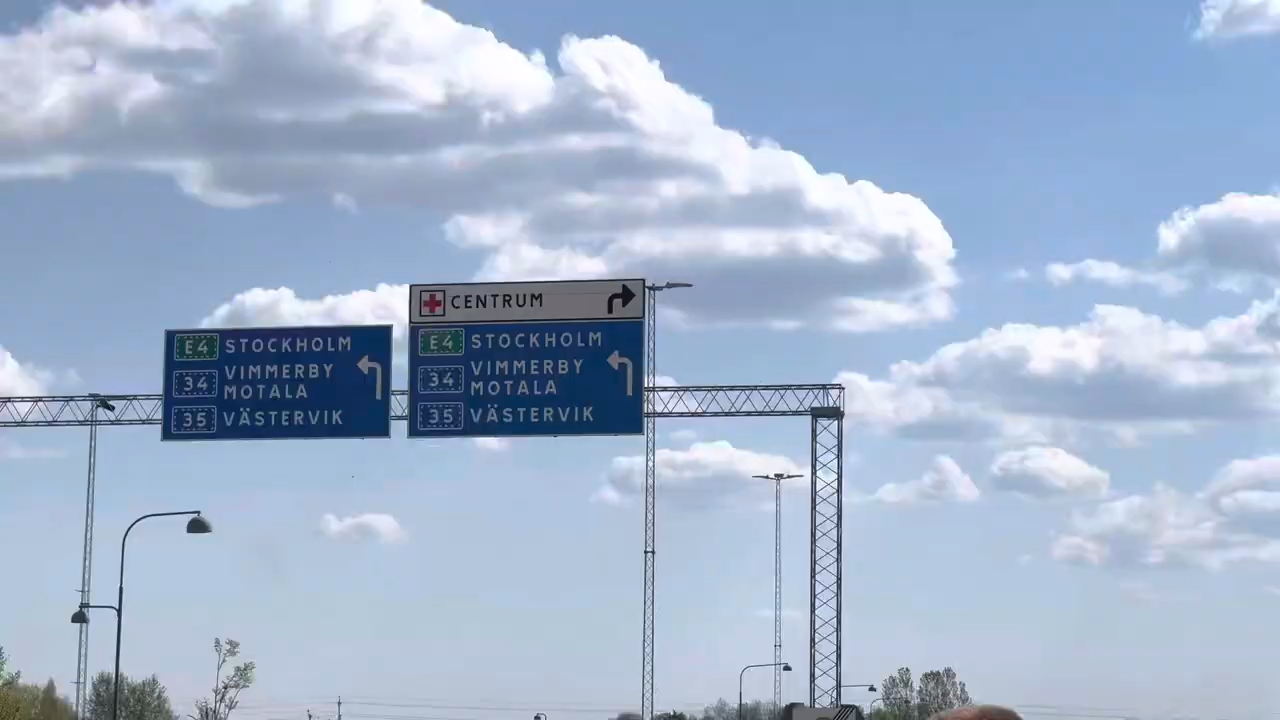 E4 STOCKHOLM
34 VIMMERBY
MOTALA
35 VÄSTERVIK
CENTRUM
E4 STOCKHOLM
34 VIMMERBY
MOTALA
35 VÄSTERVIK